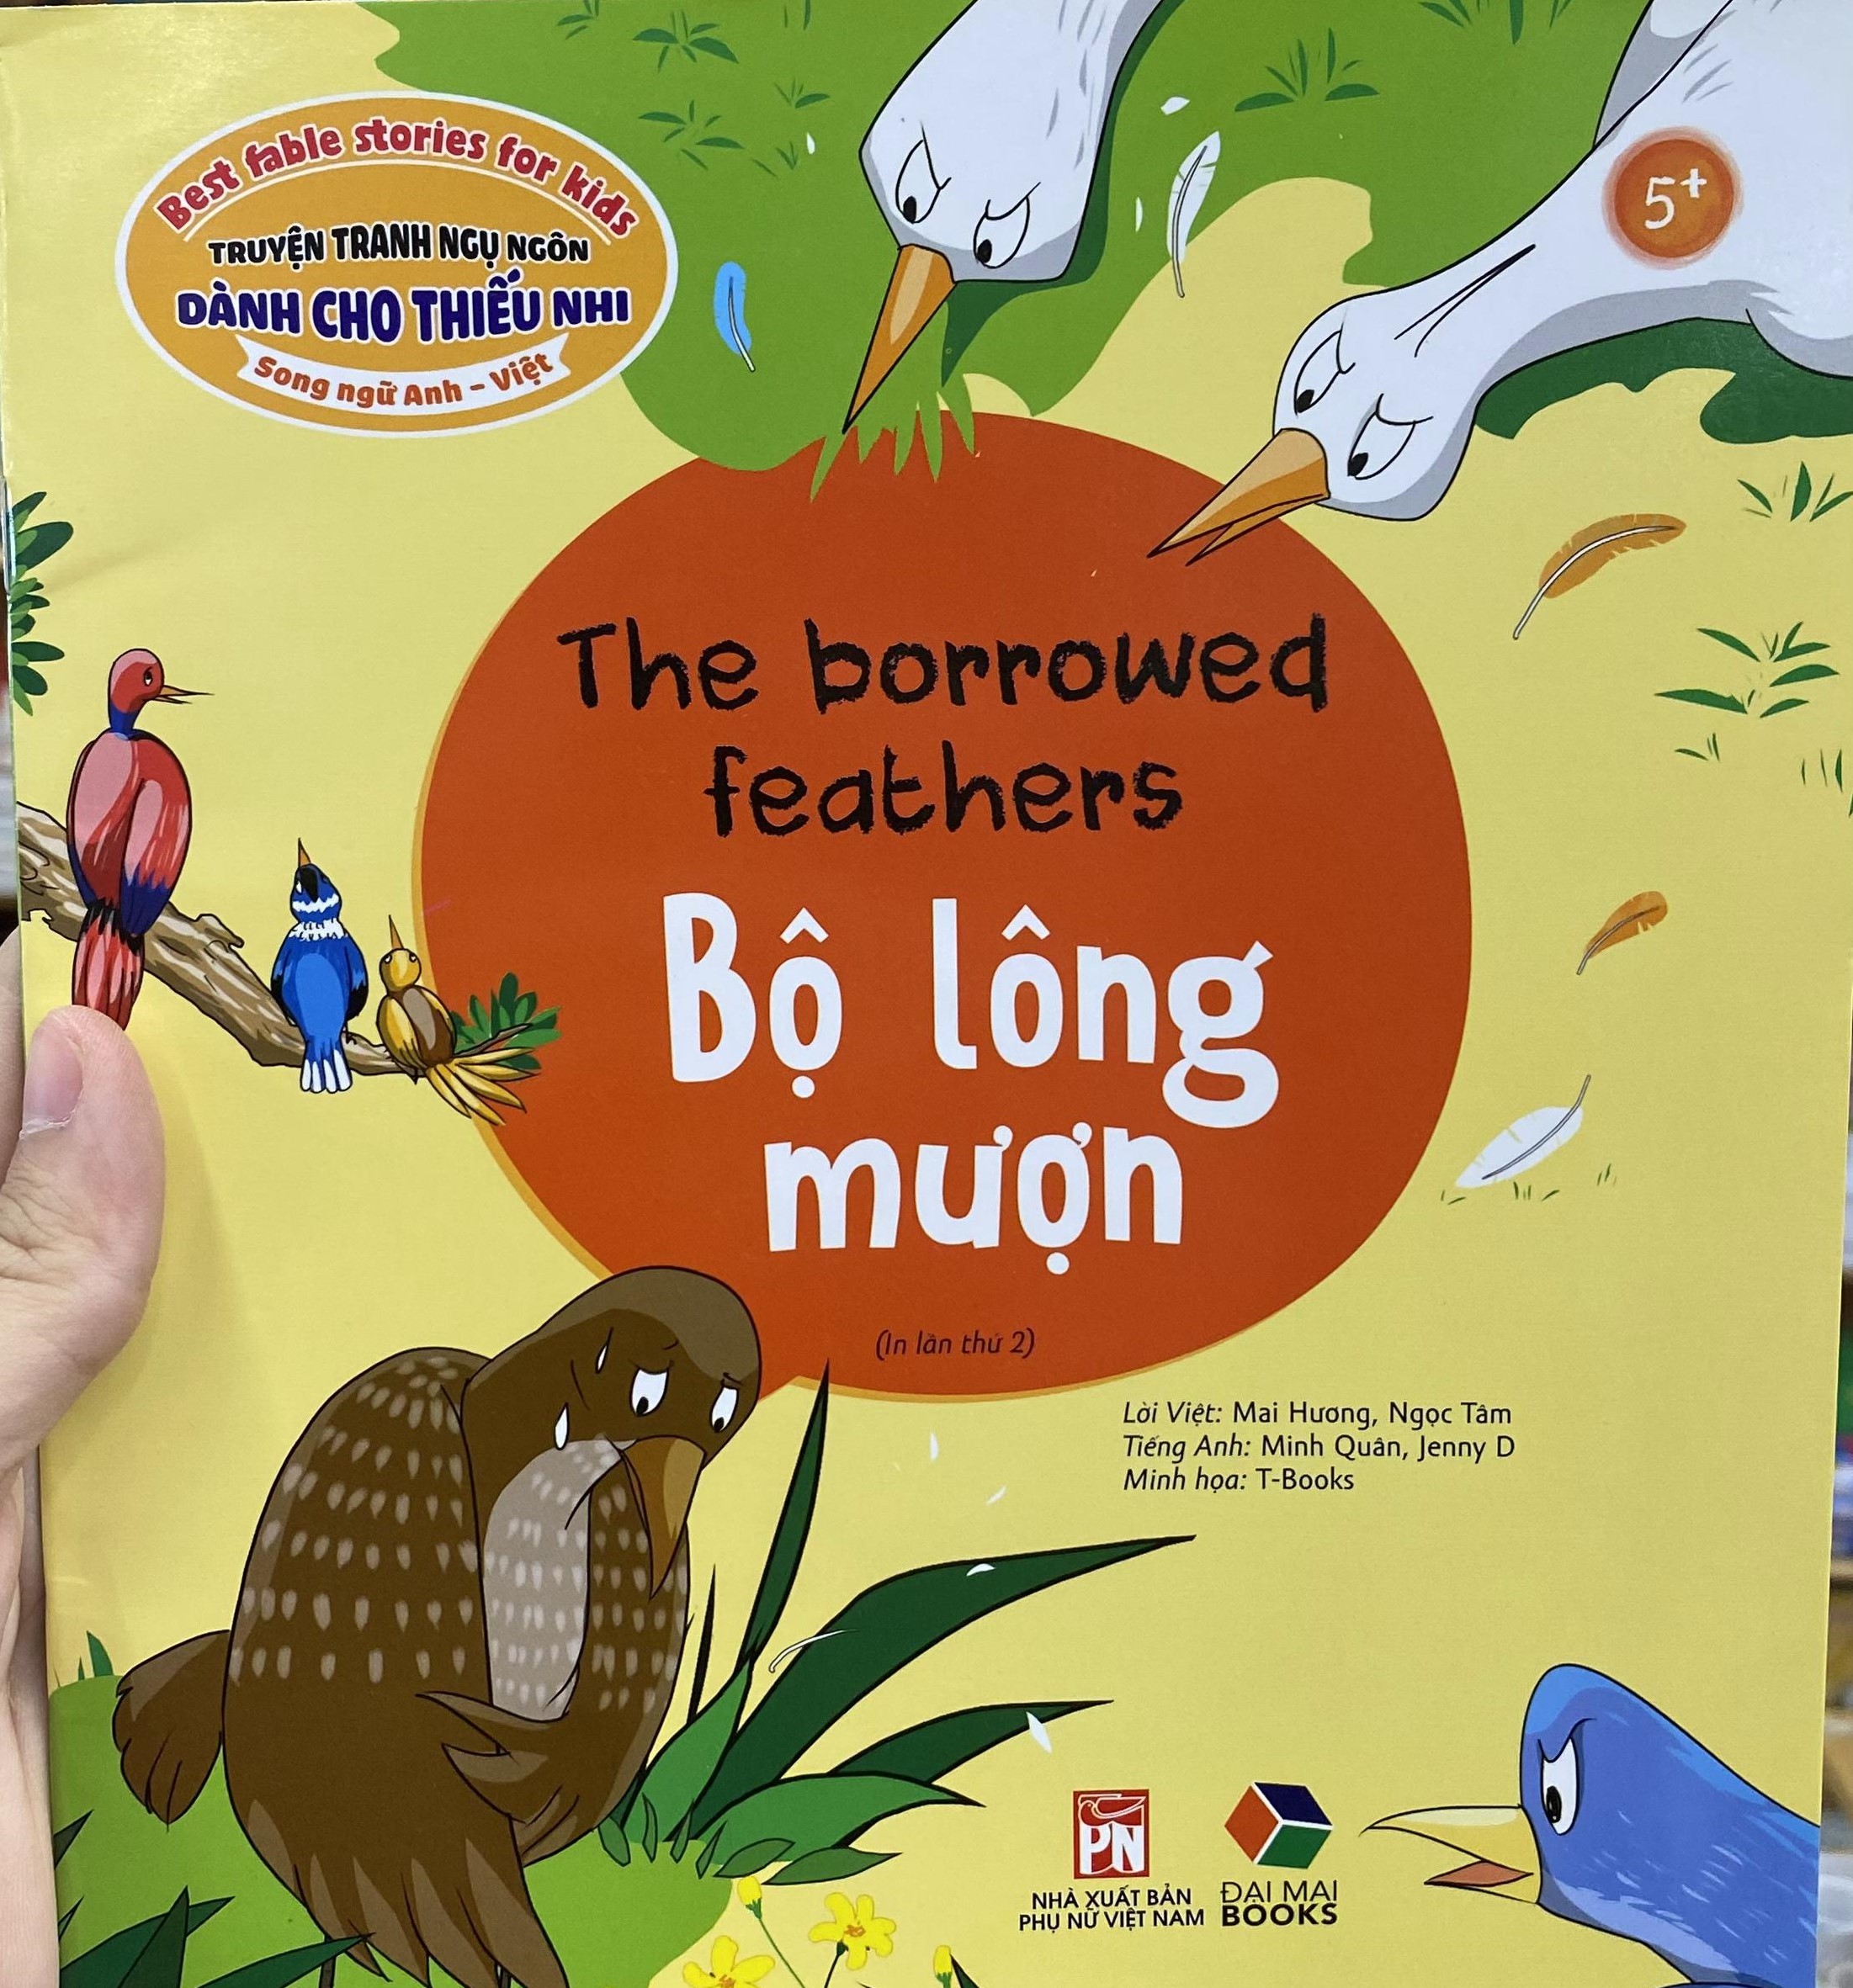 Best fable stories for kids
TRUYỆN TRANH NGỤ NGÔN
DÀNH CHO THIẾU NHI
Song ngữ Anh - Việt
5+
The borrowed
feathers
Bộ lông
mượn
(In lần thứ 2)
Lời Việt: Mai Hương, Ngọc Tâm
Tiếng Anh: Minh Quân, Jenny D
Minh họa: T-Books
PN
NHÀ XUẤT BẢN
PHỤ NỮ VIỆT NAM
ĐẠI MAI
BOOKS